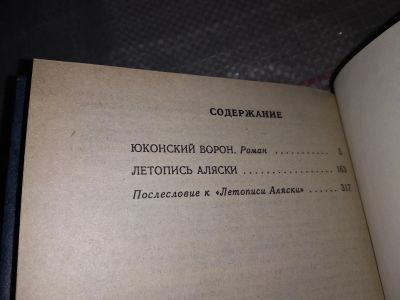 СОДЕРЖАНИЕ
ЮКОНСКИЙ ВОРОН. Роман . . . . . . . . . . . 5
ЛЕТОПИСЬ АЛЯСКИ . . . . . . . . . . . . . . . . . 163
Послесловие к «Летописи Аляски» . . . . . . 317